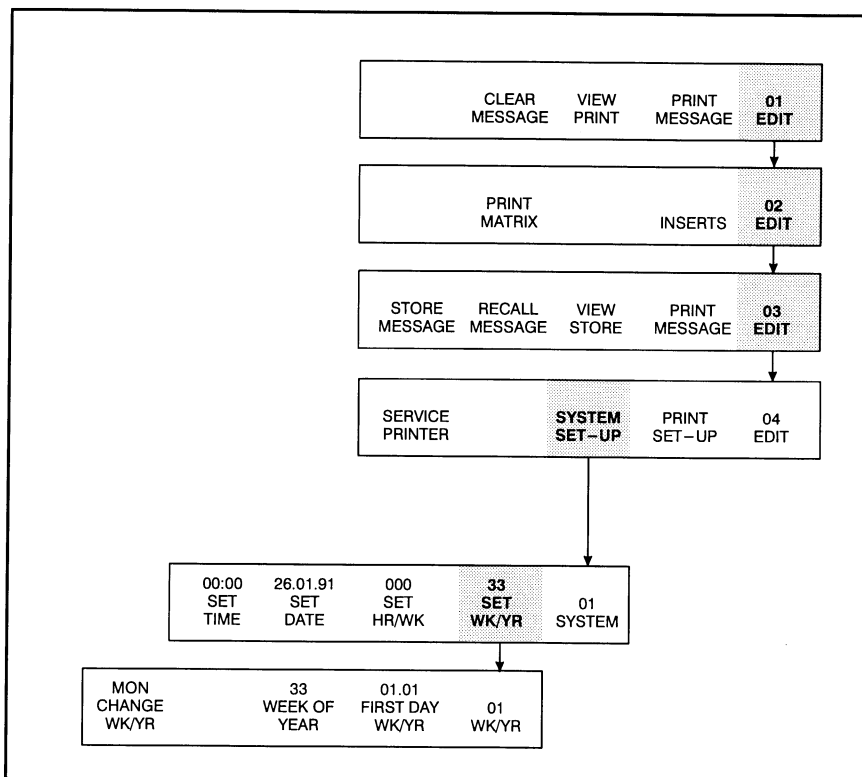 CLEAR VIEW PRINT 01
MESSAGE PRINT MESSAGE EDIT
PRINT 02
MATRIX INSERTS EDIT
STORE RECALL VIEW PRINT 03
MESSAGE MESSAGE STORE MESSAGE EDIT
SERVICE SYSTEM PRINT 04
PRINTER SET–UP SET–UP EDIT
00:00 26.01.91 000 33
SET SET SET SET 01
TIME DATE HR/WK WK/YR SYSTEM
MON 33 01.01
CHANGE WEEK OF FIRST DAY 01
WK/YR YEAR WK/YR WK/YR